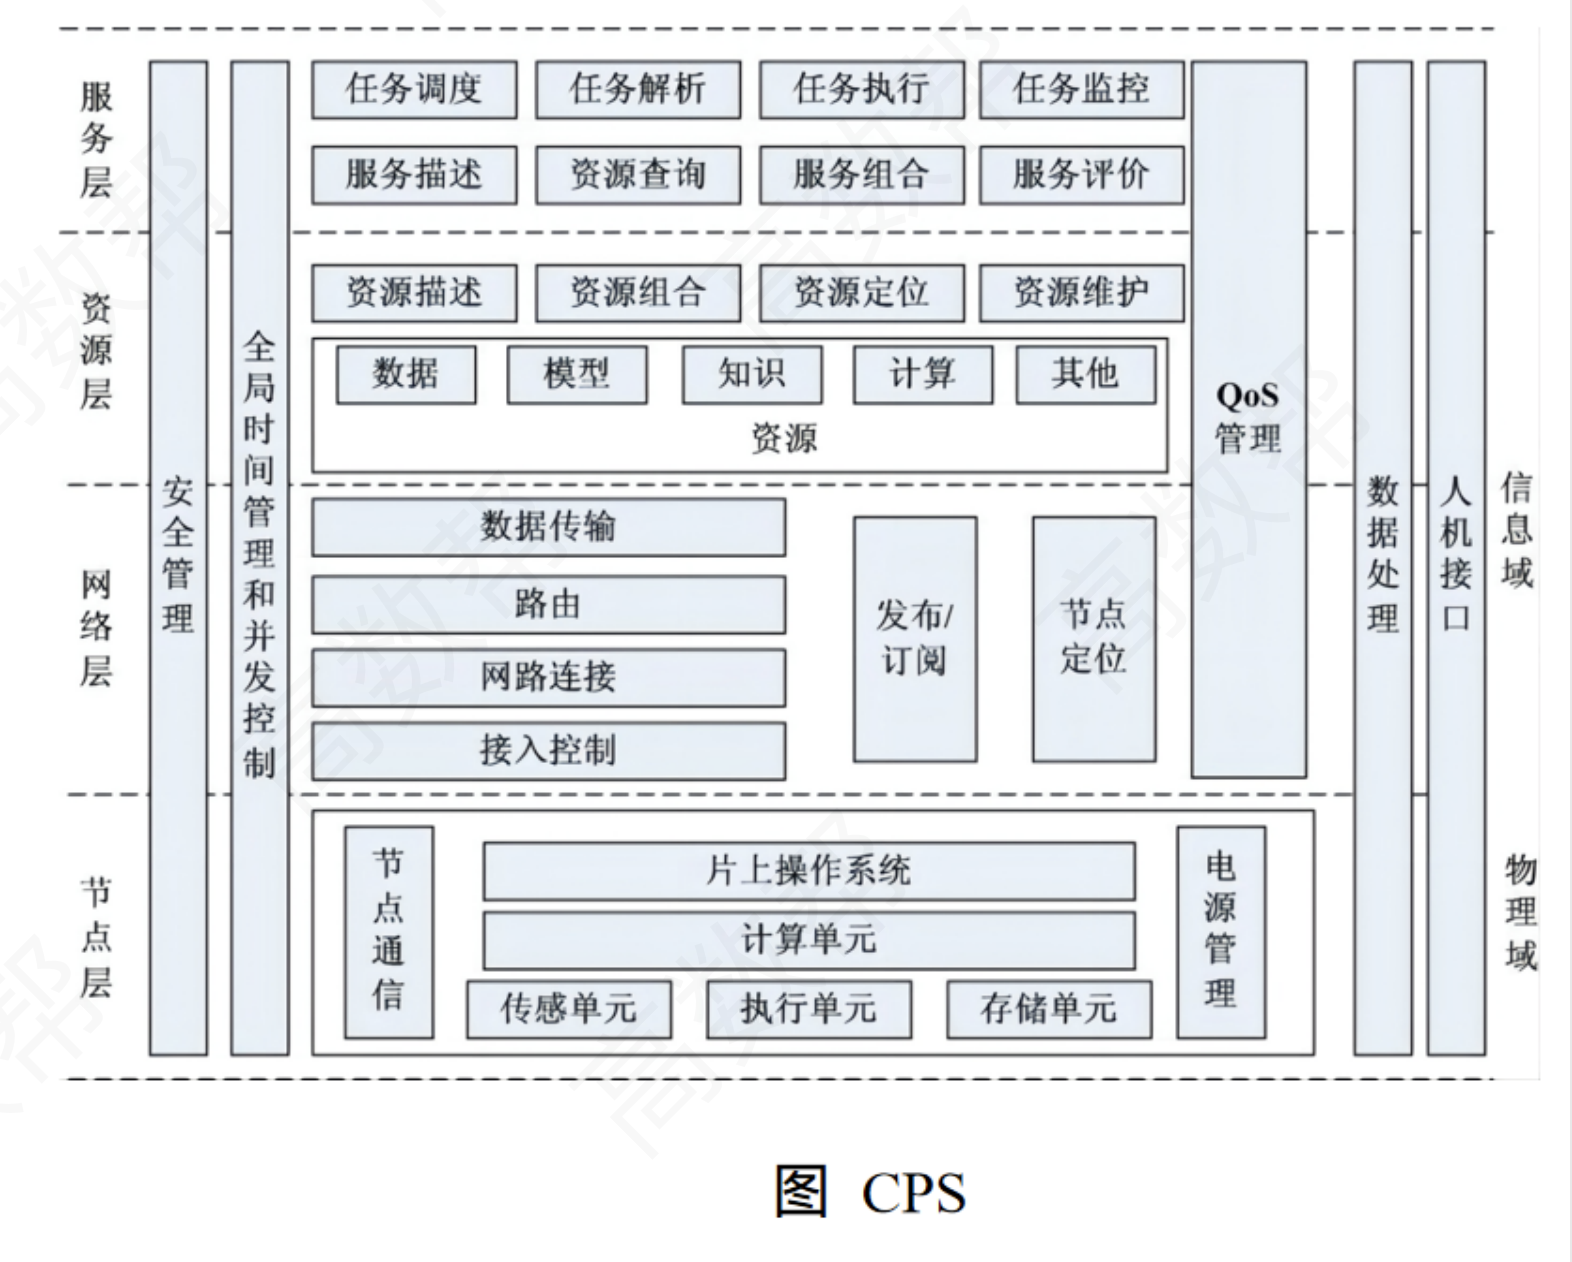 服务层
任务调度 任务解析 任务执行 任务监控
服务描述 资源查询 服务组合 服务评价
资源层
资源描述 资源组合 资源定位 资源维护
数据 模型 知识 计算 其他
资源
网络层
数据传输
路由
网路连接
接入控制
发布/
订阅
节点
定位
节点层
节点通信
片上操作系统
计算单元
传感单元 执行单元 存储单元
电源管理
安全管理
全局时间管理和并发控制
QoS
管理
数据处理
人机接口
信息域
物理域
图 CPS
高数帮